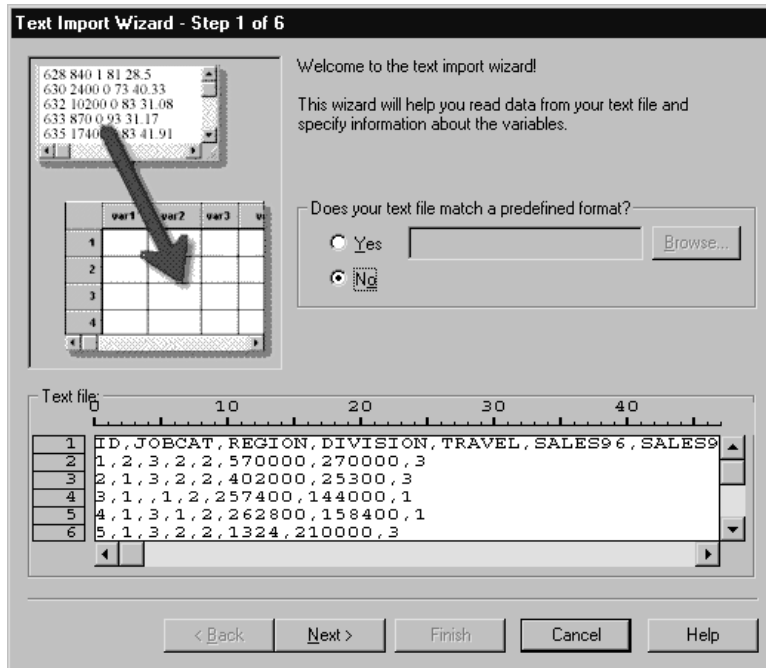 Text Import Wizard - Step 1 of 6
628 840 1 81 28.5
630 2400 0 73 40.33
632 10200 0 83 31.08
633 870 0 93 31.17
635 1740 83 41.91
var1 var2 var3
1
2
3
4
Welcome to the text import wizard!
This wizard will help you read data from your text file and
specify information about the variables.
Does your text file match a predefined format?
Yes
Browse...
No
Text file:
0 10 20 30 40
1 ID,JOBCAT,REGION,DIVISION,TRAVEL,SALES96,SALES9
2 1,2,3,2,2,570000,270000,3
3 2,1,3,2,2,402000,25300,3
4 3,1,,1,2,257400,144000,1
5 4,1,3,1,2,262800,158400,1
6 5,1,3,2,2,1324,210000,3
< Back
Next >
Finish
Cancel
Help